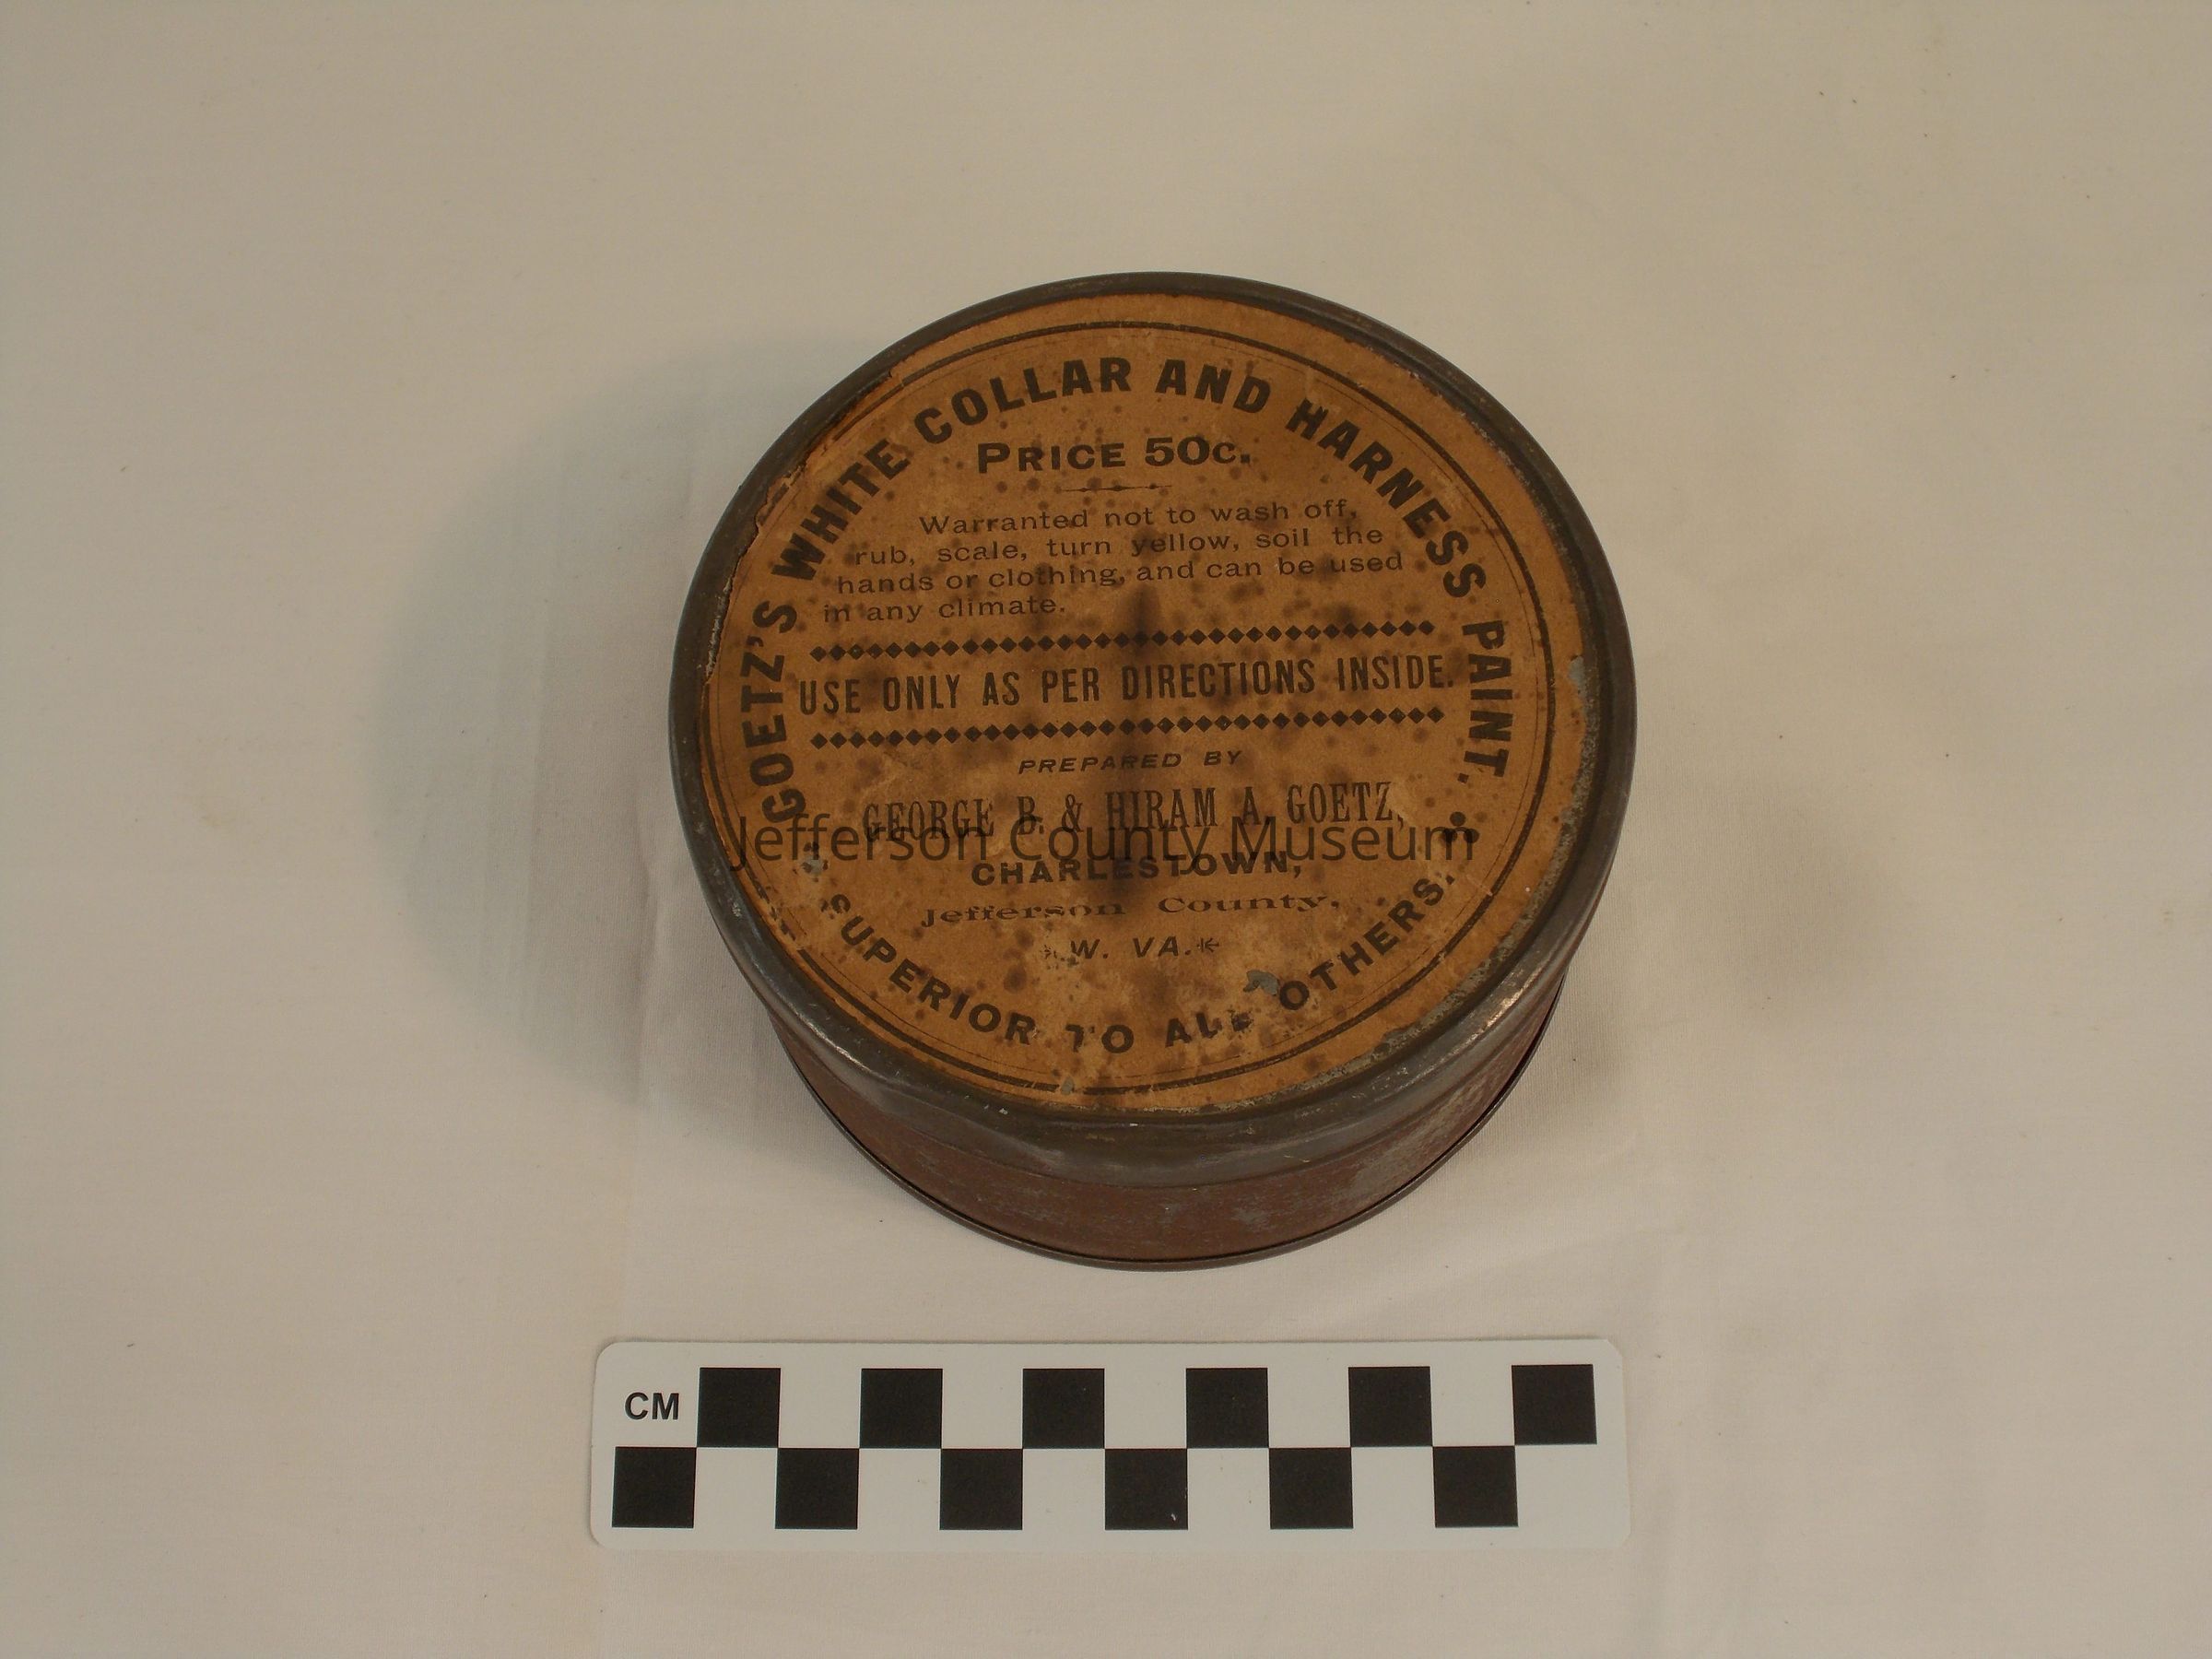 GOETZ'S WHITE COLLAR AND HARNESS PAINT.
PRICE 50c.
Warranted not to wash off,
rub, scale, turn yellow, soil the
hands or clothing, and can be used
in any climate.
USE ONLY AS PER DIRECTIONS INSIDE.
PREPARED BY
GEORGE B. & HIRAM A. GOETZ,
Jefferson County Museum
CHARLESTOWN,
Jefferson County,
W. VA.
SUPERIOR TO ALL OTHERS.
CM